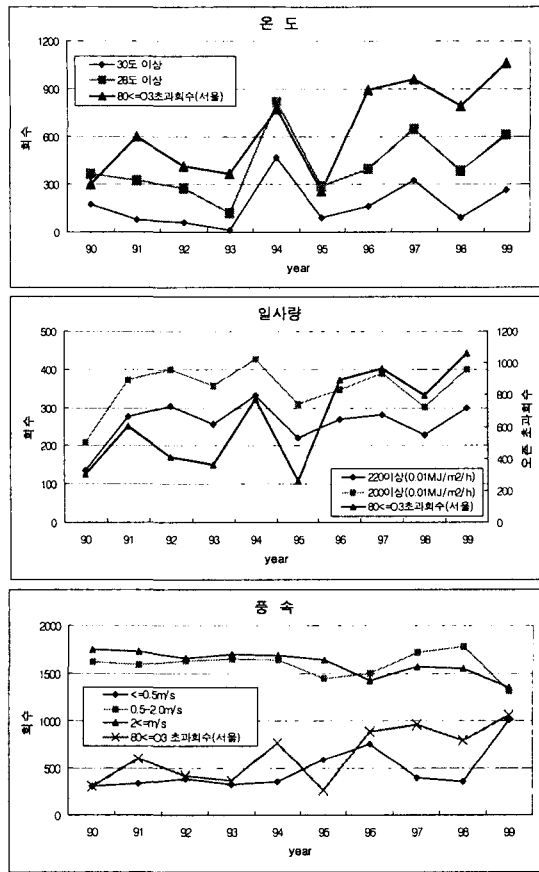 온 도
1200
900
600
300
0
회수
30도 이상
28도 이상
80<=O3초과회수(서울)
90 91 92 93 94 95 96 97 98 99
year
일사량
500
400
300
200
100
0
회수
1200
1000
800
600
400
200
0
오존 초과회수
220이상(0.01MJ/m2/h)
200이상(0.01MJ/m2/h)
80<=O3초과회수(서울)
90 91 92 93 94 95 96 97 98 99
year
풍 속
2000
1500
1000
500
0
회수
<=0.5m/s
0.5~2.0m/s
2<=m/s
80<=O3 초과회수(서울)
90 91 92 93 94 95 96 97 98 99
year